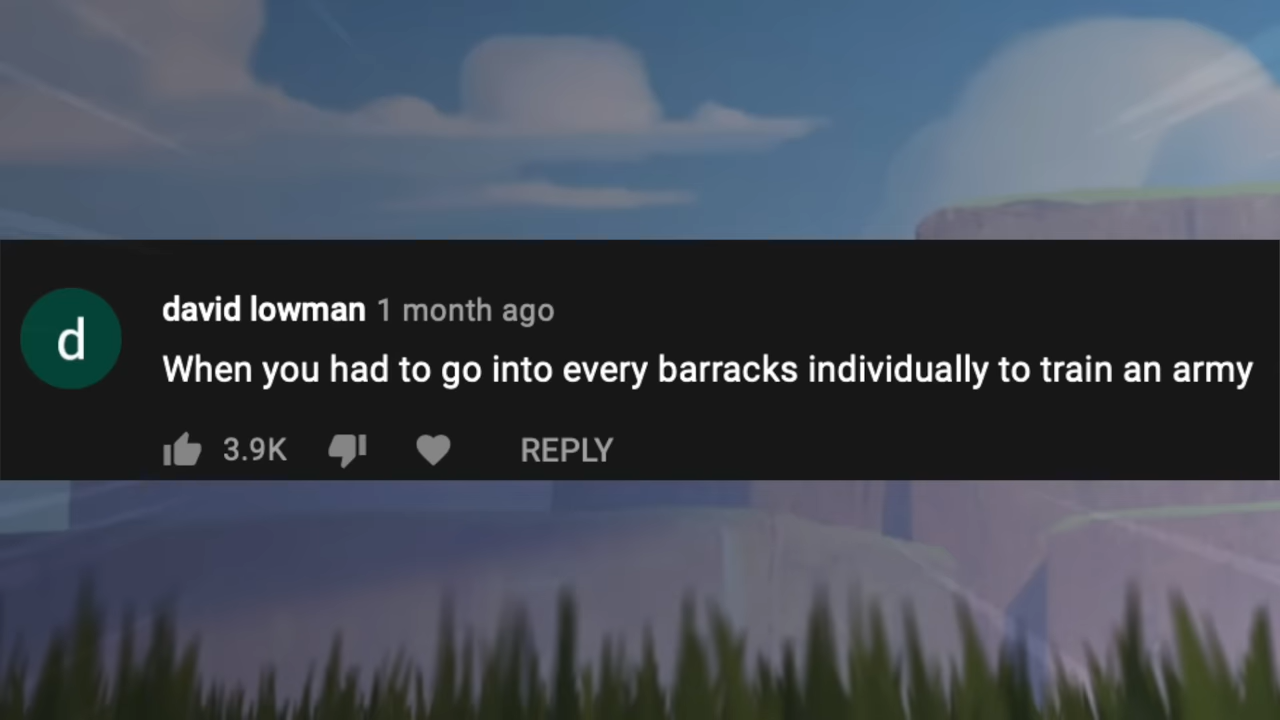 d
david lowman 1 month ago
When you had to go into every barracks individually to train an army
3.9K REPLY